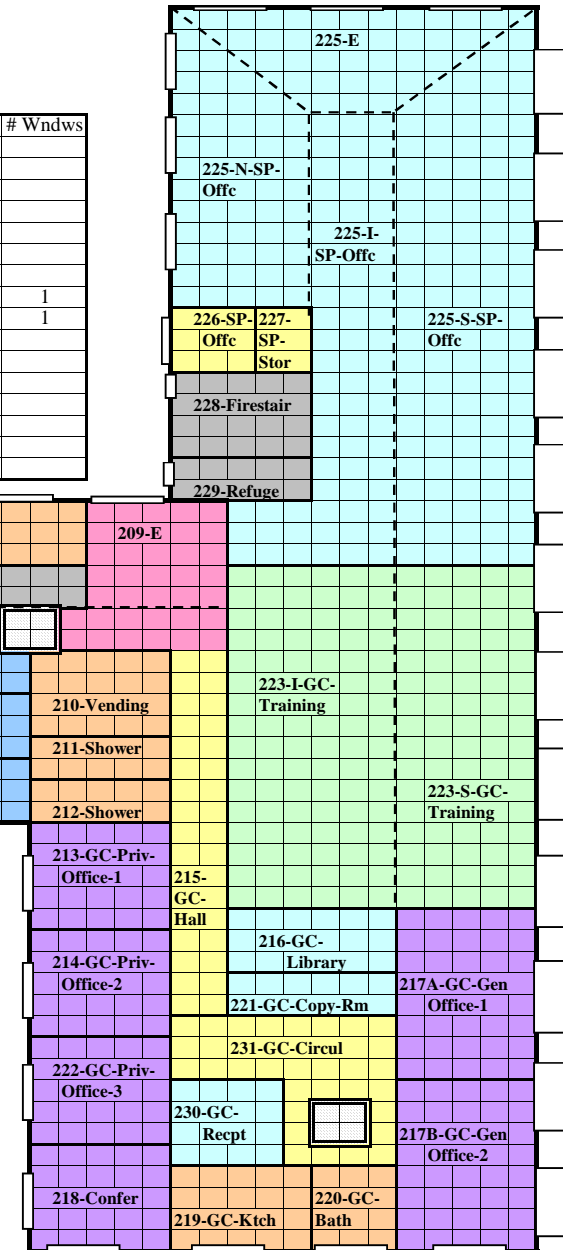 225-E
# Wndws
225-N-SP-
Offc
225-I-
SP-Offc
1
1
226-SP-
Offc
227-
SP-
Stor
225-S-SP-
Offc
228-Firestair
229-Refuge
209-E
223-I-GC-
Training
210-Vending
211-Shower
223-S-GC-
Training
212-Shower
213-GC-Priv-
Office-1
215-
GC-
Hall
216-GC-
Library
214-GC-Priv-
Office-2
217A-GC-Gen
Office-1
221-GC-Copy-Rm
231-GC-Circul
222-GC-Priv-
Office-3
230-GC-
Recpt
217B-GC-Gen
Office-2
218-Confer
219-GC-Ktch
220-GC-
Bath